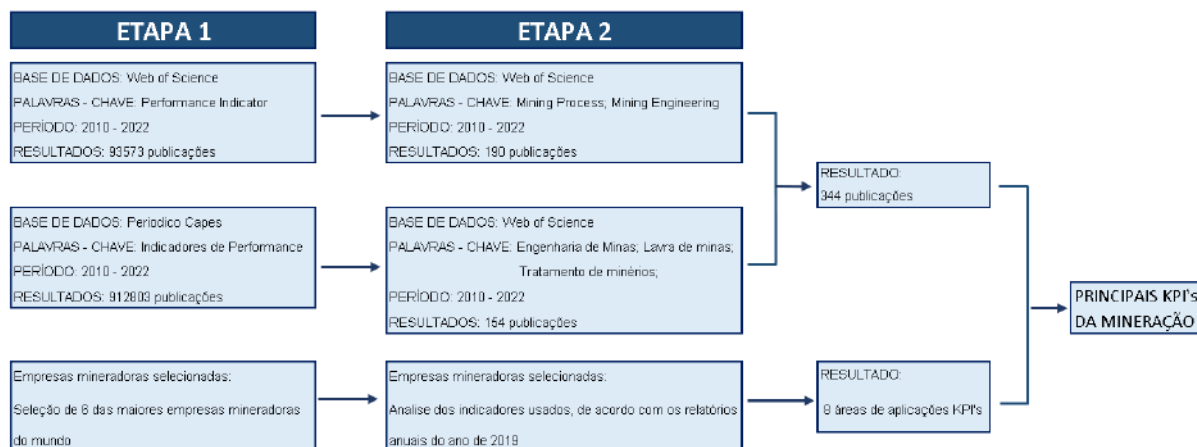 ETAPA 1
BASE DE DADOS: Web of Science
PALAVRAS - CHAVE: Performance Indicator
PERÍODO: 2010 - 2022
RESULTADOS: 93573 publicações
BASE DE DADOS: Periodico Capes
PALAVRAS - CHAVE: Indicadores de Performance
PERÍODO: 2010 - 2022
RESULTADOS: 912803 publicações
Empresas mineradoras selecionadas:
Seleção de 6 das maiores empresas mineradoras
do mundo
ETAPA 2
BASE DE DADOS: Web of Science
PALAVRAS - CHAVE: Mining Process; Mining Engineering
PERÍODO: 2010 - 2022
RESULTADOS: 190 publicações
BASE DE DADOS: Web of Science
PALAVRAS - CHAVE: Engenharia de Minas; Lavra de minas;
Tratamento de minérios;
PERÍODO: 2010 - 2022
RESULTADOS: 154 publicações
Empresas mineradoras selecionadas:
Analise dos indicadores usados, de acordo com os relatórios
anuais do ano de 2019
RESULTADO:
344 publicações
RESULTADO:
áreas de aplicações KPI's
PRINCIPAIS KPI's
DA MINERAÇÃO